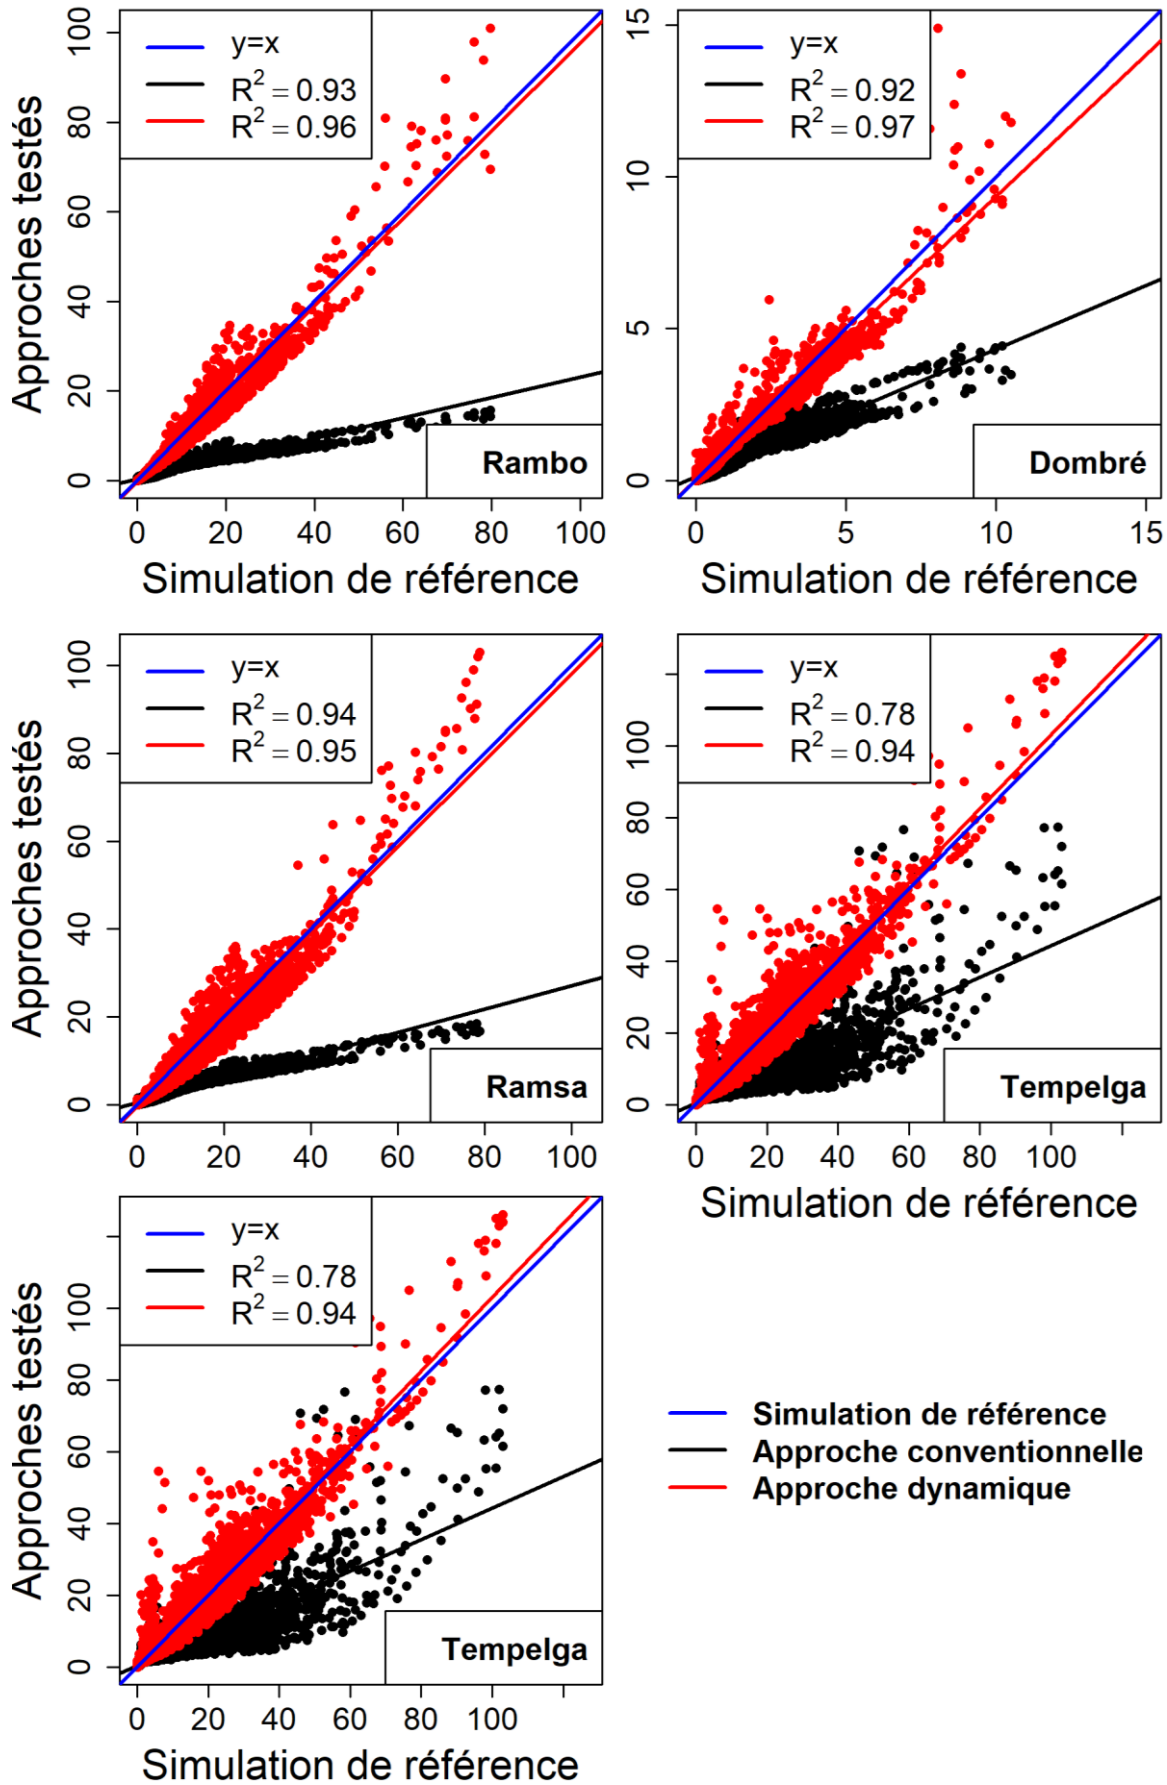 y=x
R² = 0.93
R² = 0.96
Rambo
0 20 40 60 80 100
0 20 40 60 80 100
Approches testés
Simulation de référence
y=x
R² = 0.92
R² = 0.97
Dombré
0 5 10 15
0 5 10 15
Simulation de référence
y=x
R² = 0.94
R² = 0.95
Ramsa
0 20 40 60 80 100
0 20 40 60 80 100
Approches testés
y=x
R² = 0.78
R² = 0.94
Tempelga
0 20 40 60 80 100
0 20 40 60 80 100
Simulation de référence
y=x
R² = 0.78
R² = 0.94
Tempelga
0 20 40 60 80 100
0 20 40 60 80 100
Approches testés
Simulation de référence
Simulation de référence
Approche conventionnelle
Approche dynamique